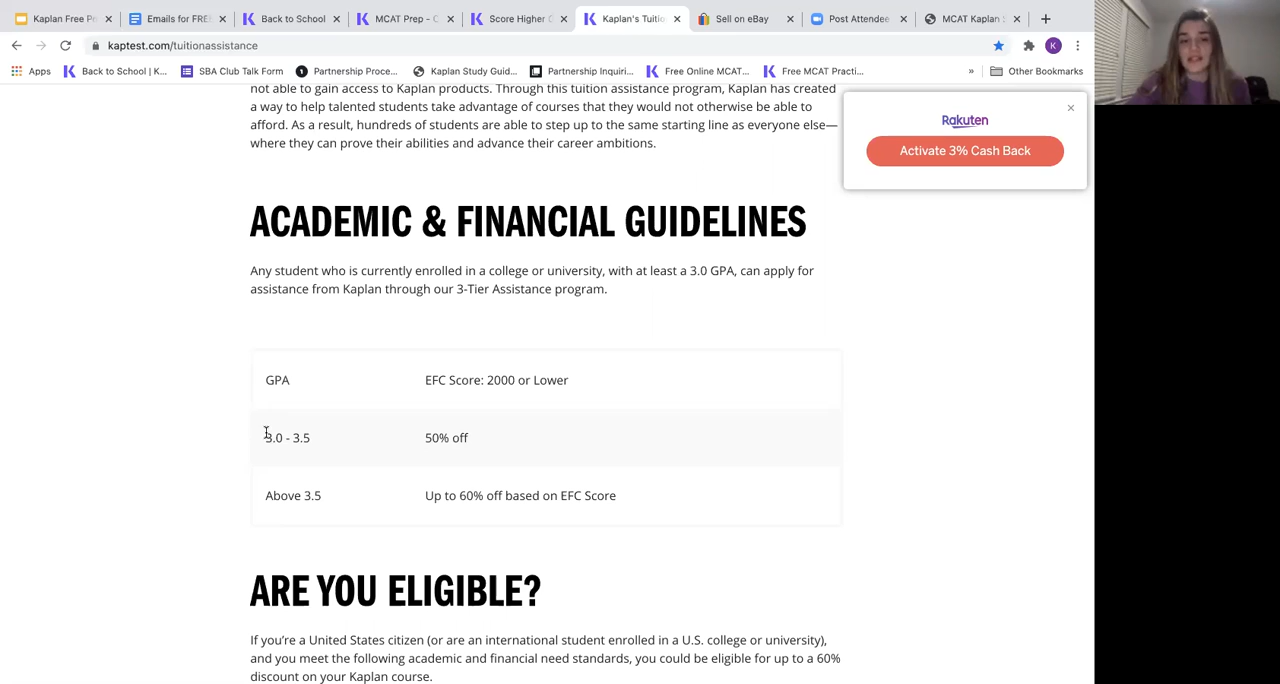 Kaplan Free P
Emails for FRE
Back to School
MCAT Prep - C
Score Higher
Kaplan's Tuitio
Sell on eBay
Post Attendee
MCAT Kaplan
kaptest.com/tuitionassistance
K
Apps
Back to School | K...
SBA Club Talk Form
Partnership Proce...
Kaplan Study Guid...
Partnership Inquiri...
Free Online MCAT...
Free MCAT Practi...
»
Other Bookmarks
not able to gain access to Kaplan products. Through this tuition assistance program, Kaplan has created
a way to help talented students take advantage of courses that they would not otherwise be able to
afford. As a result, hundreds of students are able to step up to the same starting line as everyone else—
where they can prove their abilities and advance their career ambitions.
Rakuten
Activate 3% Cash Back
ACADEMIC & FINANCIAL GUIDELINES
Any student who is currently enrolled in a college or university, with at least a 3.0 GPA, can apply for
assistance from Kaplan through our 3-Tier Assistance program.
GPA EFC Score: 2000 or Lower
3.0 - 3.5 50% off
Above 3.5 Up to 60% off based on EFC Score
ARE YOU ELIGIBLE?
If you're a United States citizen (or are an international student enrolled in a U.S. college or university),
and you meet the following academic and financial need standards, you could be eligible for up to a 60%
discount on your Kaplan course.